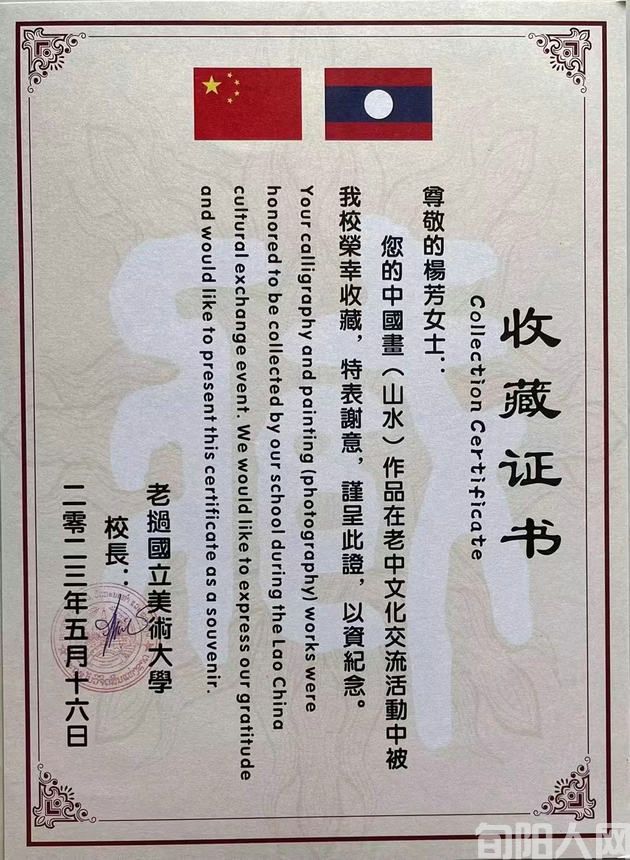 收藏证书
Collection Certificate
尊敬的楊芳女士：
您的中國畫（山水）作品在老中文化交流活動中被
我校榮幸收藏，特表謝意，謹呈此證，以資紀念。
Your calligraphy and painting (photography) works were
honored to be collected by our school during the Lao China
cultural exchange event. We would like to express our gratitude
and would like to present this certificate as a souvenir.
老撾國立美術大學
校長：
二零二三年五月十六日
旬阳人网